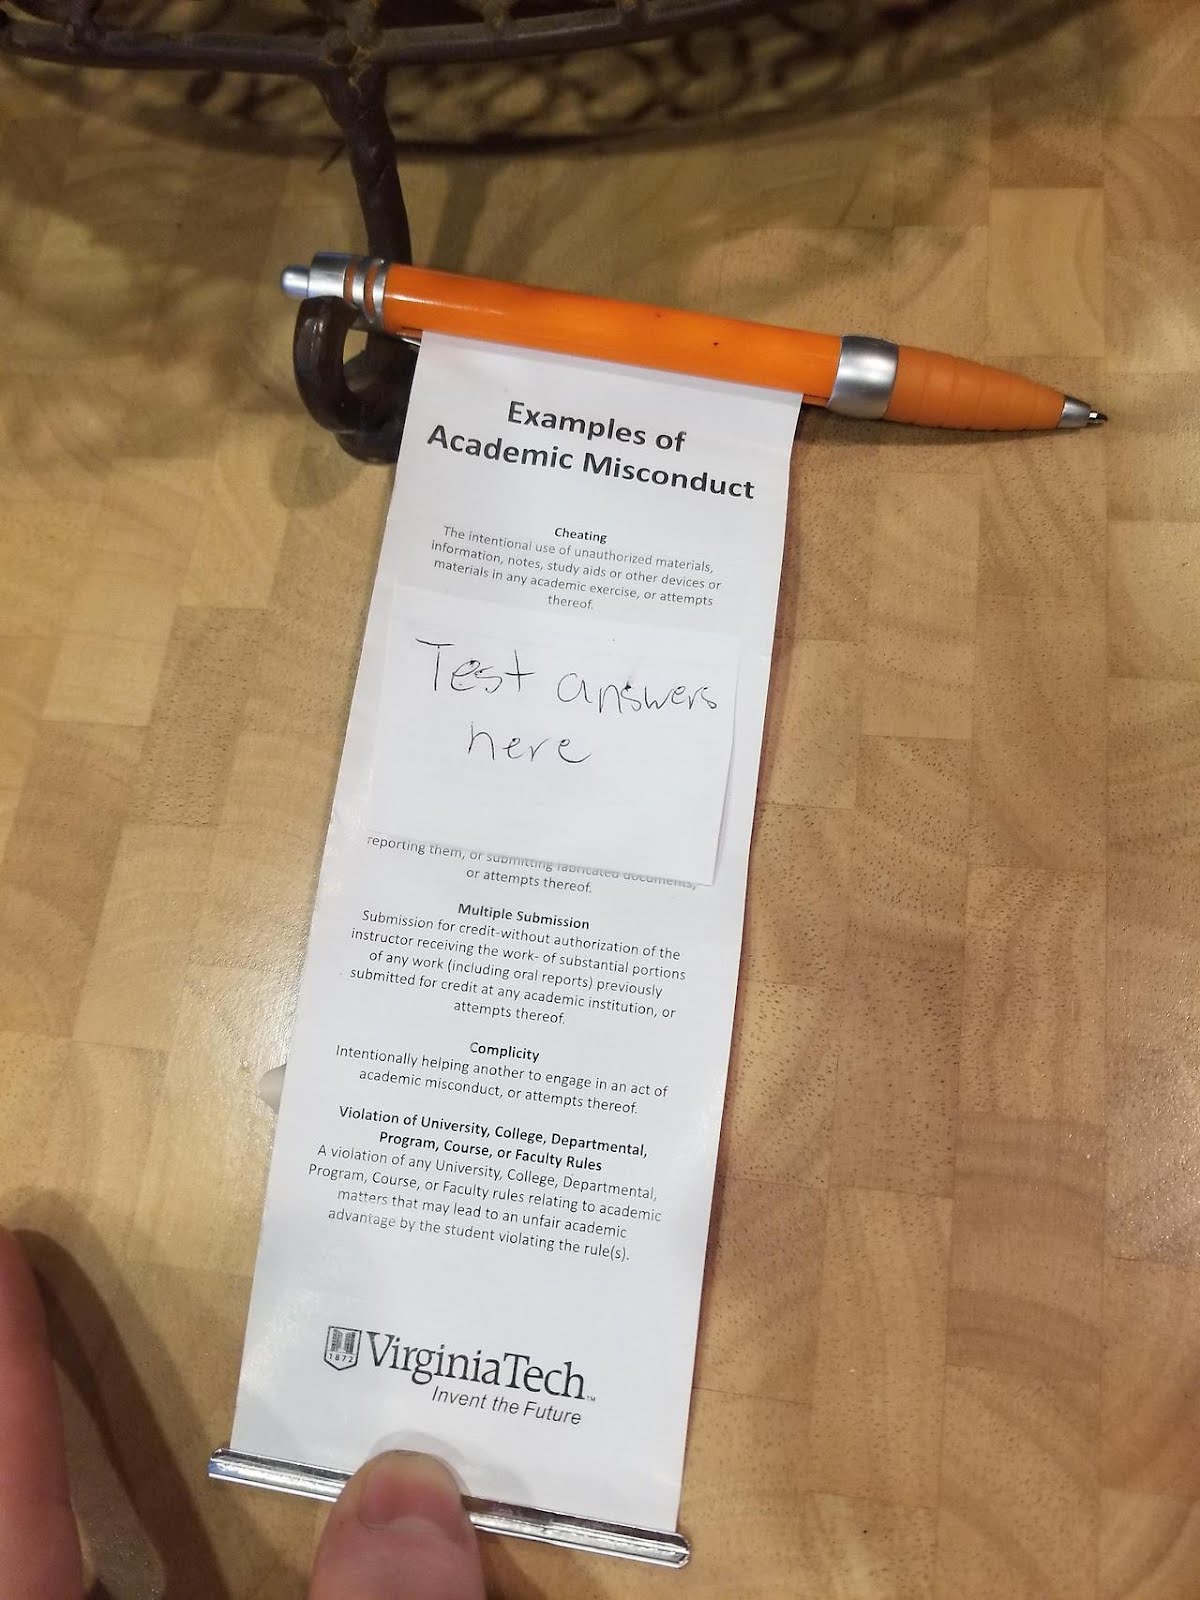 Examples of
Academic Misconduct
Cheating
The intentional use of unauthorized materials,
information, notes, study aids or other devices or
materials in any academic exercise, or attempts
thereof.
Test answers
here
reporting them, or submitting fabricated documents,
or attempts thereof.
Multiple Submission
Submission for credit-without authorization of the
instructor receiving the work- of substantial portions
of any work (including oral reports) previously
submitted for credit at any academic institution, or
attempts thereof.
Complicity
Intentionally helping another to engage in an act of
academic misconduct, or attempts thereof.
Violation of University, College, Departmental,
Program, Course, or Faculty Rules
A violation of any University, College, Departmental,
Program, Course, or Faculty rules relating to academic
matters that may lead to an unfair academic
advantage by the student violating the rule(s).
1872
VirginiaTech™
Invent the Future